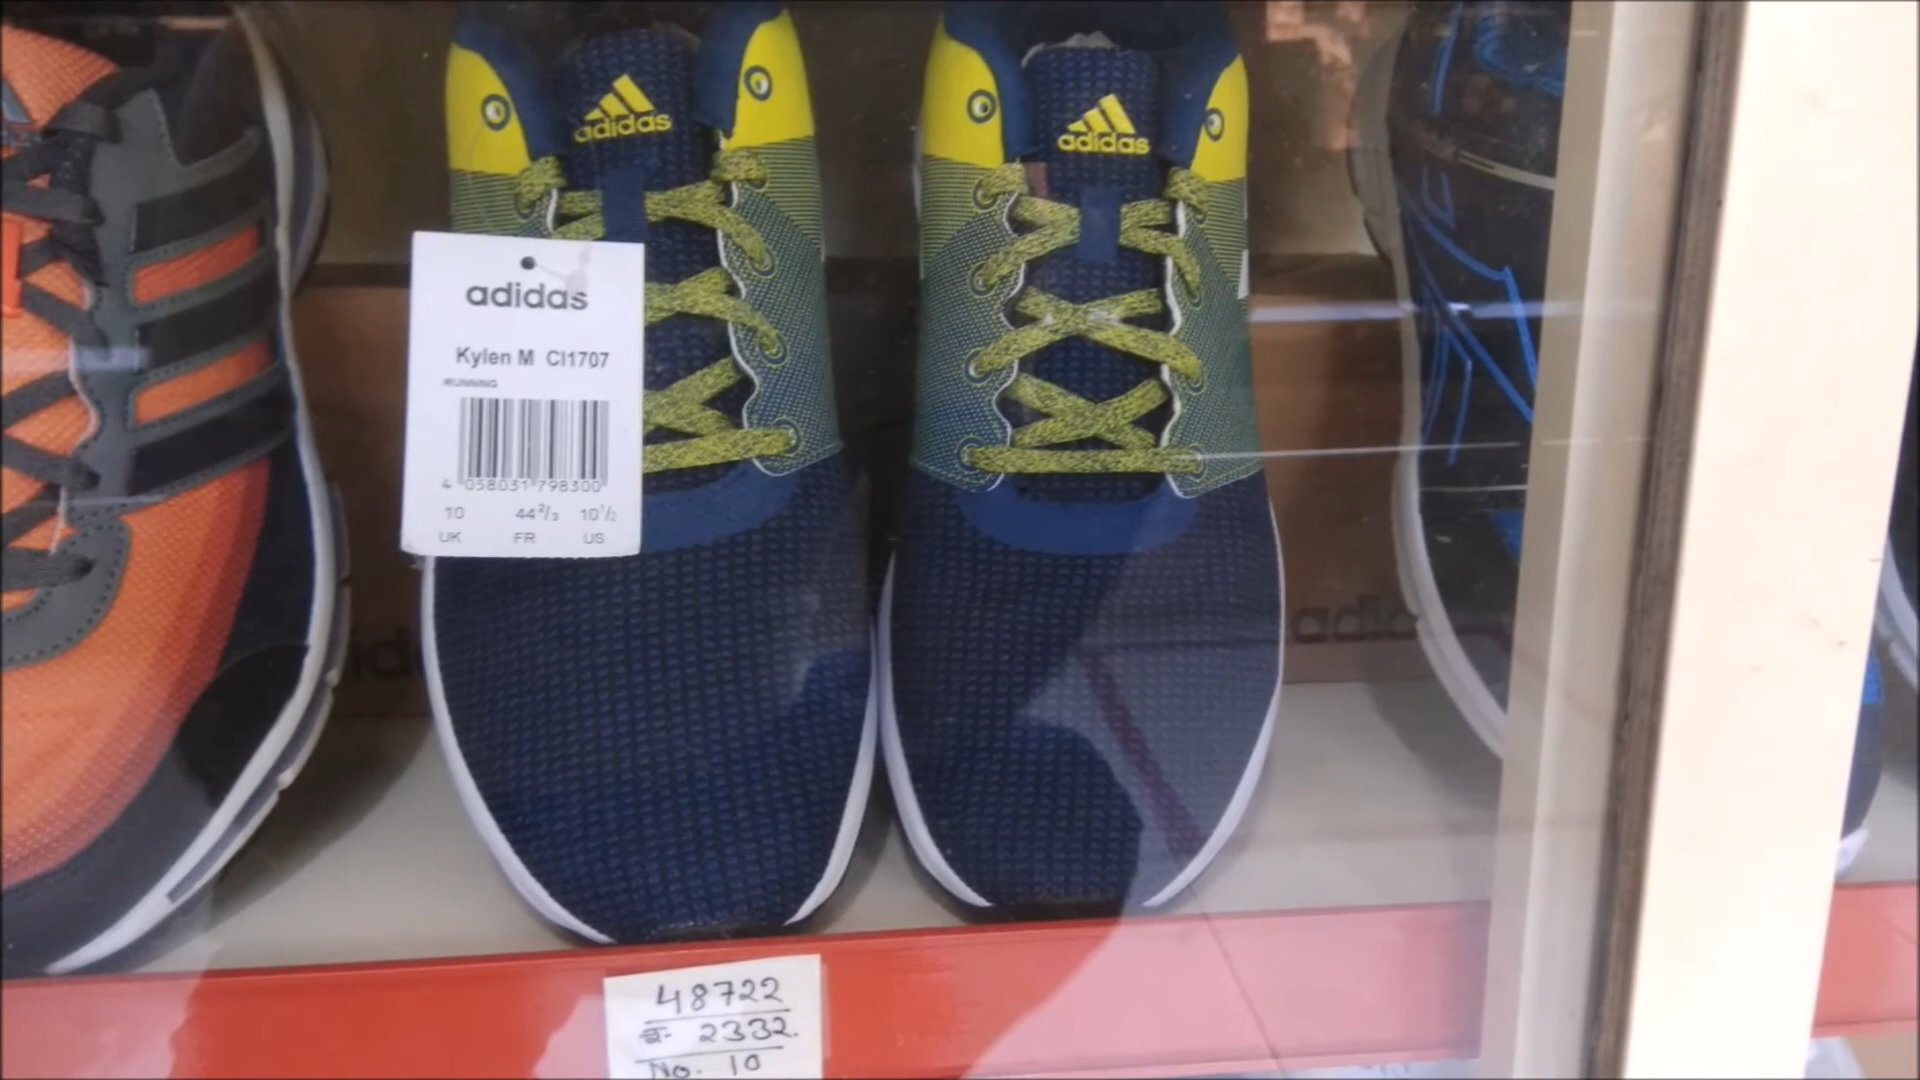 adidas
adidas
adidas
Kylen M CI1707
RUNNING
4 058031 798300
10 44 2/3 10 1/2
UK FR US
adidas
48722
रू. 2332.
No. 10